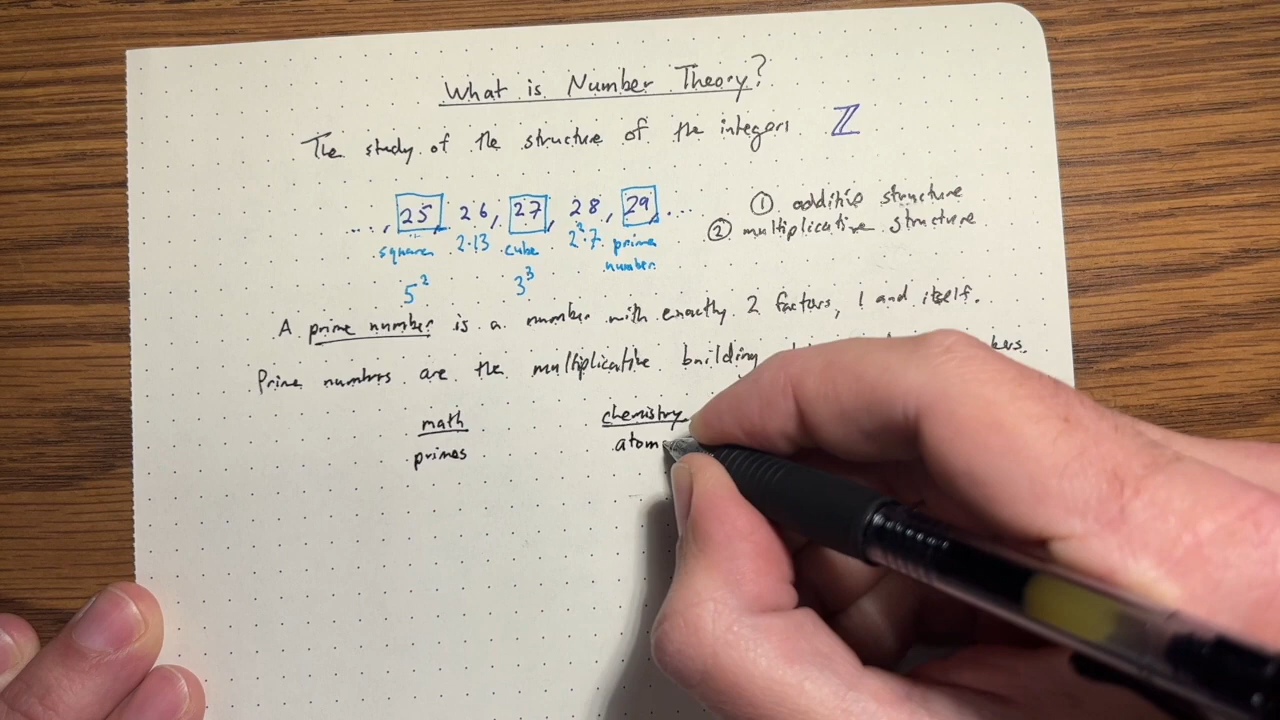 What is Number Theory?
The study of the structure of the integers. ℤ
..., 25, 26, 27, 28, 29, ...
square 2·13 cube 2²·7 prime number
5² 3³
① additive structure
② multiplicative structure
A prime number is a number with exactly 2 factors, 1 and itself.
Prime numbers are the multiplicative building
math chemistry
primes atom